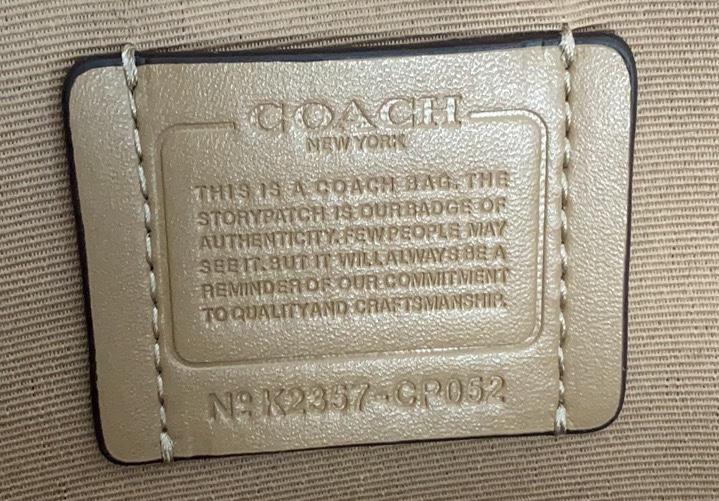 COACH
NEW YORK
THIS IS A COACH BAG. THE
STORYPATCH IS OUR BADGE OF
AUTHENTICITY. FEW PEOPLE MAY
SEE IT. BUT IT WILL ALWAYS BE A
REMINDER OF OUR COMMITMENT
TO QUALITY AND CRAFTSMANSHIP.
Nº K2357-CP052